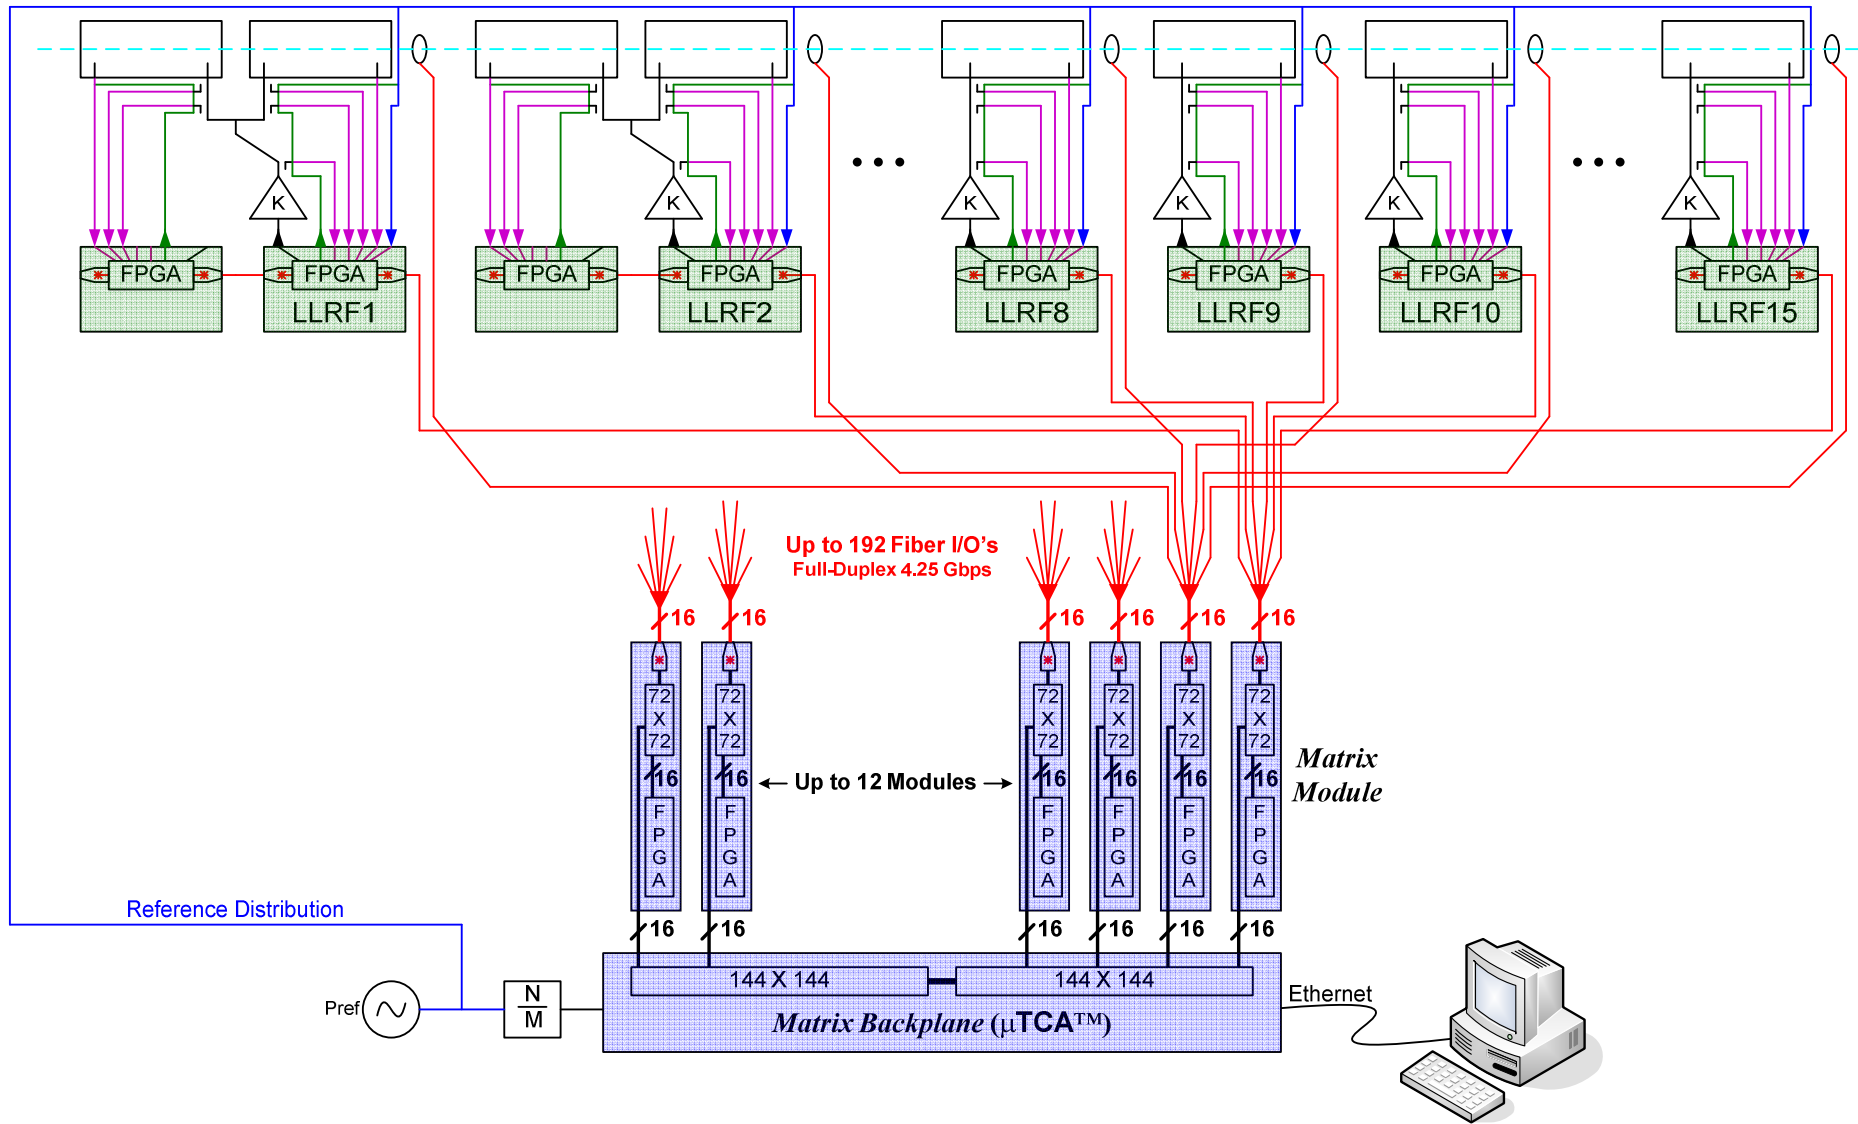 K K K K K K
FPGA FPGA FPGA FPGA FPGA FPGA FPGA FPGA
LLRF1 LLRF2 LLRF8 LLRF9 LLRF10 LLRF15
Up to 192 Fiber I/O's
Full-Duplex 4.25 Gbps
16 16 16 16 16 16
72 72 72 72 72 72
X X X X X X
72 72 72 72 72 72
16 16 16 16 16 16
Matrix
Module
Up to 12 Modules
F F F F F F
P P P P P P
G G G G G G
A A A A A A
Reference Distribution
16 16 16 16 16 16
144 X 144 144 X 144
Pref
N
M
Matrix Backplane (μTCA™)
Ethernet